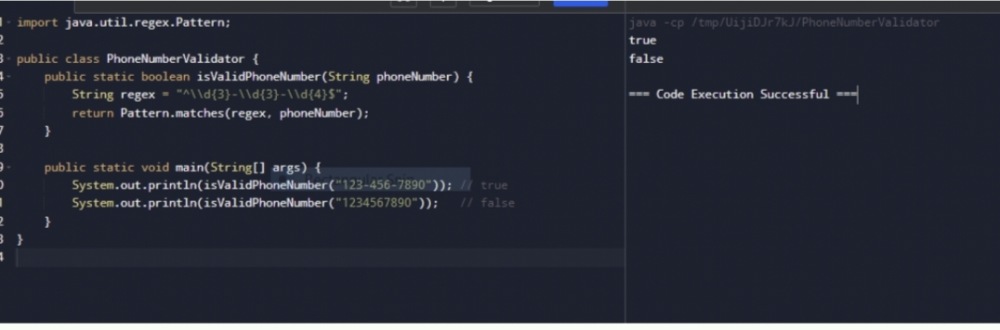 import java.util.regex.Pattern;
public class PhoneNumberValidator {
public static boolean isValidPhoneNumber(String phoneNumber) {
String regex = "^\\d{3}-\\d{3}-\\d{4}$";
return Pattern.matches(regex, phoneNumber);
}
public static void main(String[] args) {
System.out.println(isValidPhoneNumber("123-456-7890")); // true
System.out.println(isValidPhoneNumber("1234567890")); // false
}
}
java -cp /tmp/UijiDJr7kJ/PhoneNumberValidator
true
false
=== Code Execution Successful ===